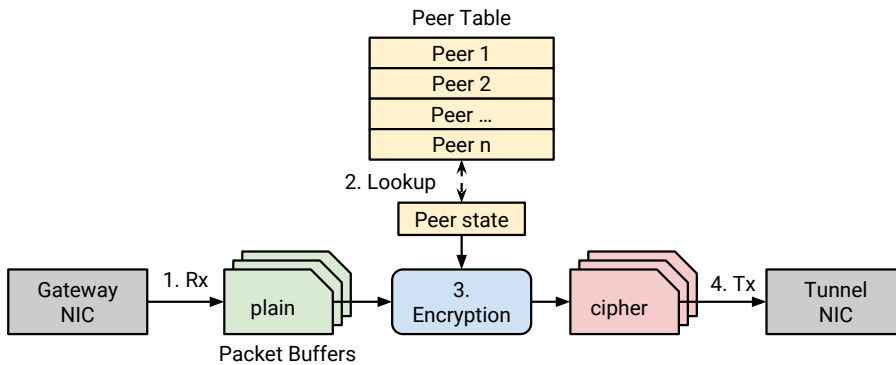 Peer Table
Peer 1
Peer 2
Peer ...
Peer n
2. Lookup
Peer state
Gateway
NIC
1. Rx
plain
Packet Buffers
3.
Encryption
cipher
4. Tx
Tunnel
NIC